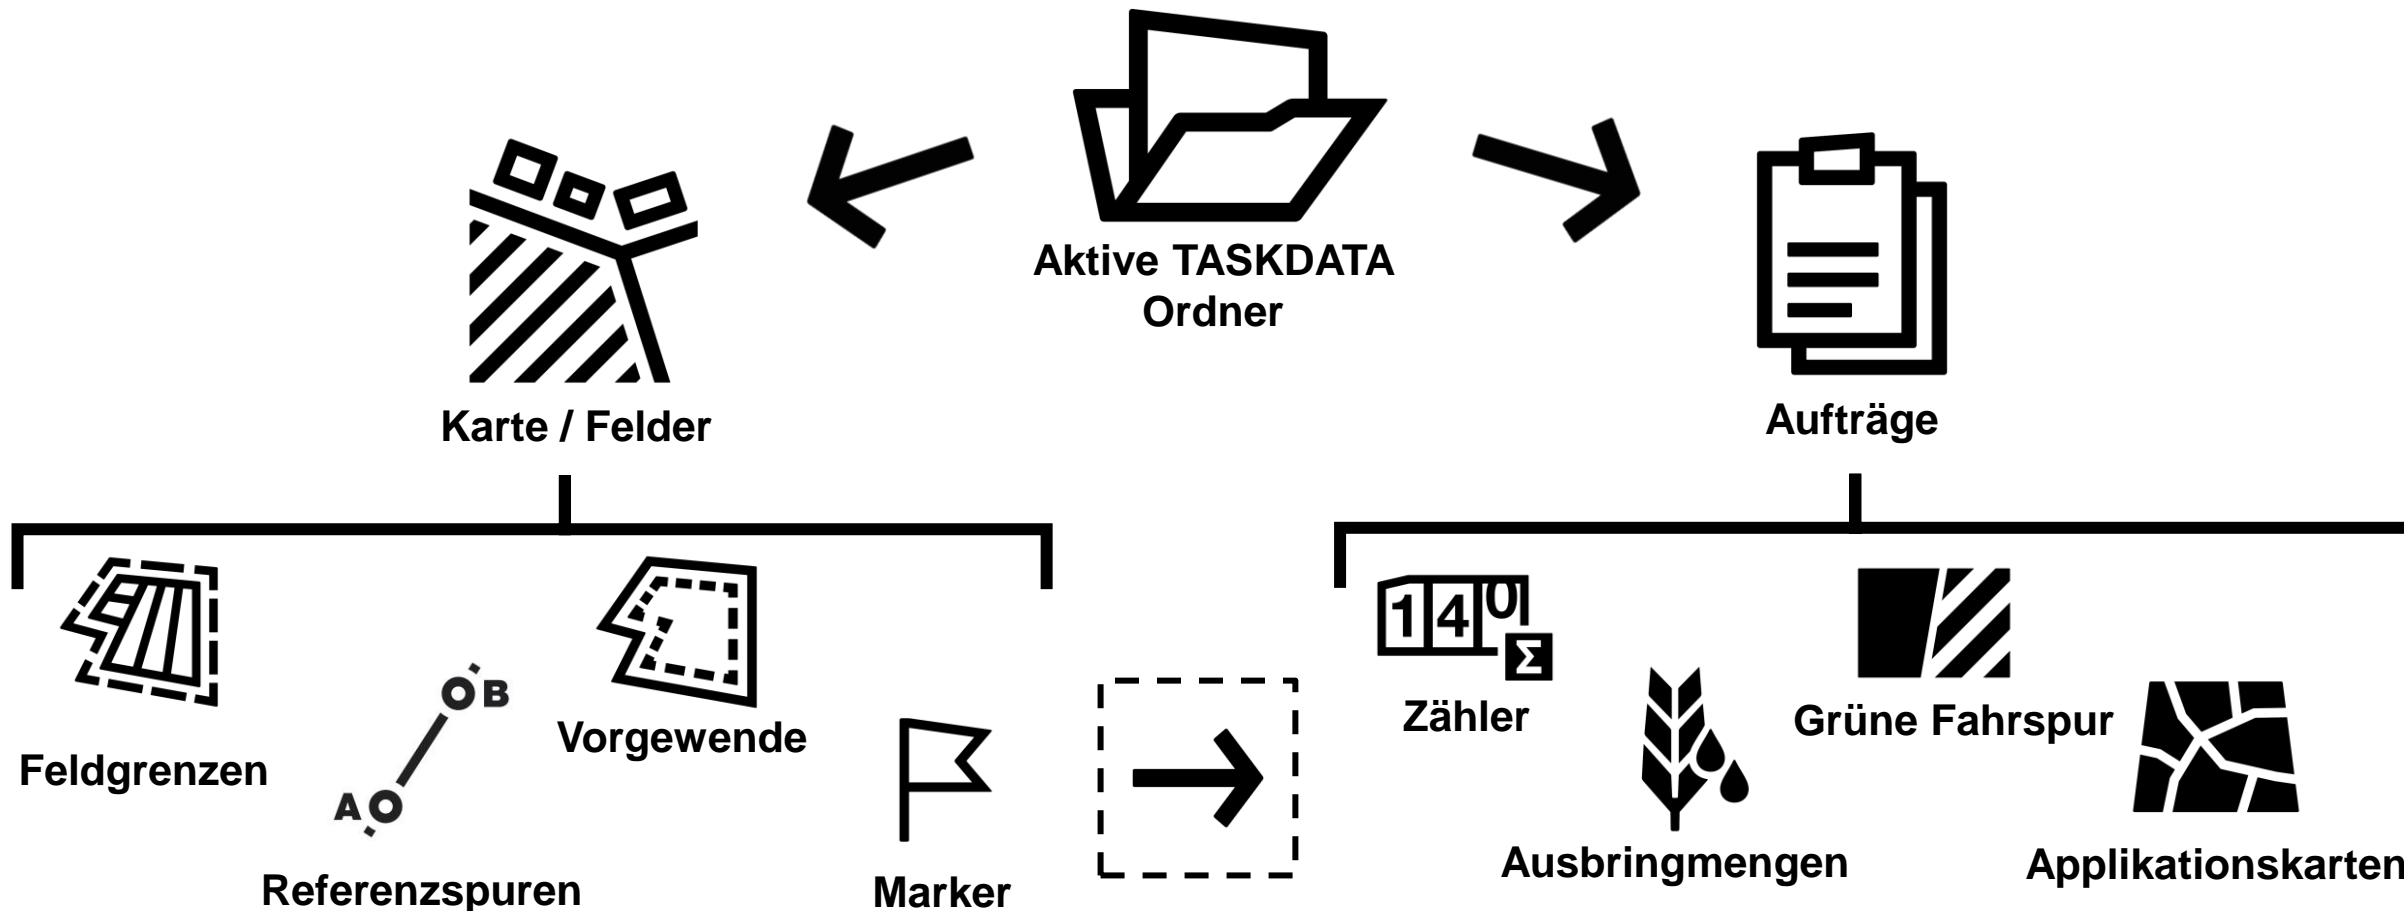 Aktive TASKDATA
Ordner
Karte / Felder
Aufträge
Feldgrenzen
A B
Referenzspuren
Vorgewende
Marker
140
Σ
Zähler
Ausbringmengen
Grüne Fahrspur
Applikationskarten